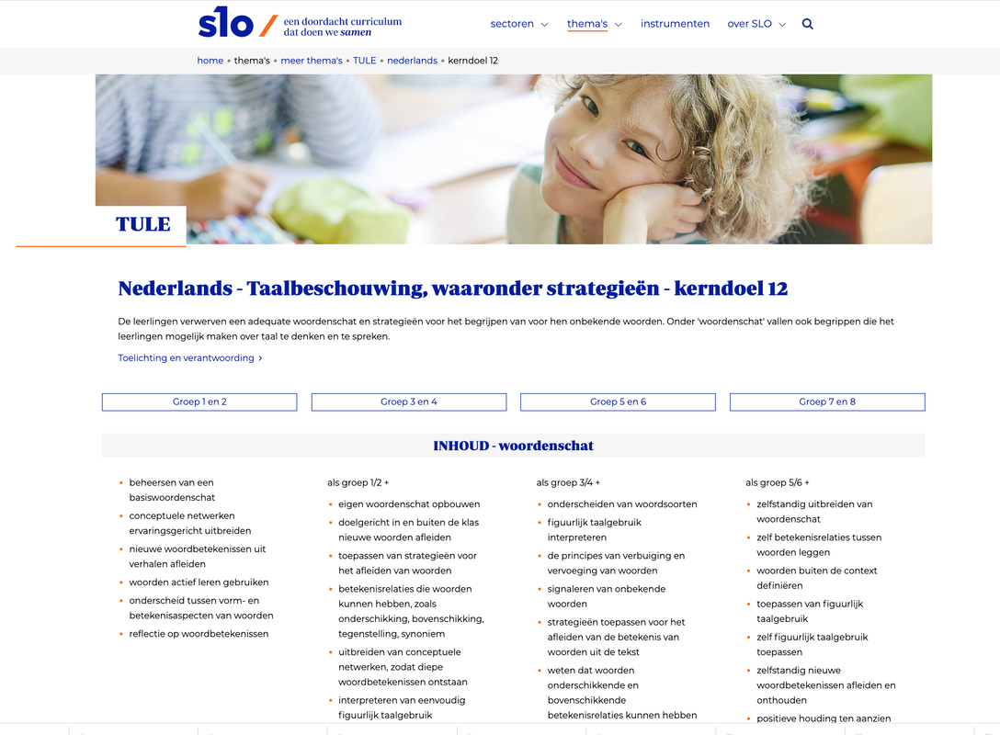 slo
een doordacht curriculum
dat doen we samen
sectoren thema's instrumenten over SLO
home • thema's • meer thema's • TULE • nederlands • kerndoel 12
TULE
Nederlands - Taalbeschouwing, waaronder strategieën - kerndoel 12
De leerlingen verwerven een adequate woordenschat en strategieën voor het begrijpen van voor hen onbekende woorden. Onder 'woordenschat' vallen ook begrippen die het
leerlingen mogelijk maken over taal te denken en te spreken.
Toelichting en verantwoording >
Groep 1 en 2
Groep 3 en 4
Groep 5 en 6
Groep 7 en 8
INHOUD - woordenschat
• beheersen van een
basiswoordenschat
• conceptuele netwerken
ervaringsgericht uitbreiden
• nieuwe woordbetekenissen uit
verhalen afleiden
• woorden actief leren gebruiken
• onderscheid tussen vorm- en
betekenisaspecten van woorden
• reflectie op woordbetekenissen
als groep 1/2 +
• eigen woordenschat opbouwen
• doelgericht in en buiten de klas
nieuwe woorden afleiden
• toepassen van strategieën voor
het afleiden van woorden
• betekenisrelaties die woorden
kunnen hebben, zoals
onderschikking, bovenschikking,
tegenstelling, synoniem
• uitbreiden van conceptuele
netwerken, zodat diepe
woordbetekenissen ontstaan
• interpreteren van eenvoudig
figuurlijk taalgebruik
als groep 3/4 +
• onderscheiden van woordsoorten
• figuurlijk taalgebruik
interpreteren
• de principes van verbuiging en
vervoeging van woorden
• signaleren van onbekende
woorden
• strategieën toepassen voor het
afleiden van de betekenis van
woorden uit de tekst
• weten dat woorden
onderschikkende en
bovenschikkende
betekenisrelaties kunnen hebben
als groep 5/6 +
• zelfstandig uitbreiden van
woordenschat
• zelf betekenisrelaties tussen
woorden leggen
• woorden buiten de context
definiëren
• toepassen van figuurlijk
taalgebruik
• zelf figuurlijk taalgebruik
toepassen
• zelfstandig nieuwe
woordbetekenissen afleiden en
onthouden
• positieve houding ten aanzien